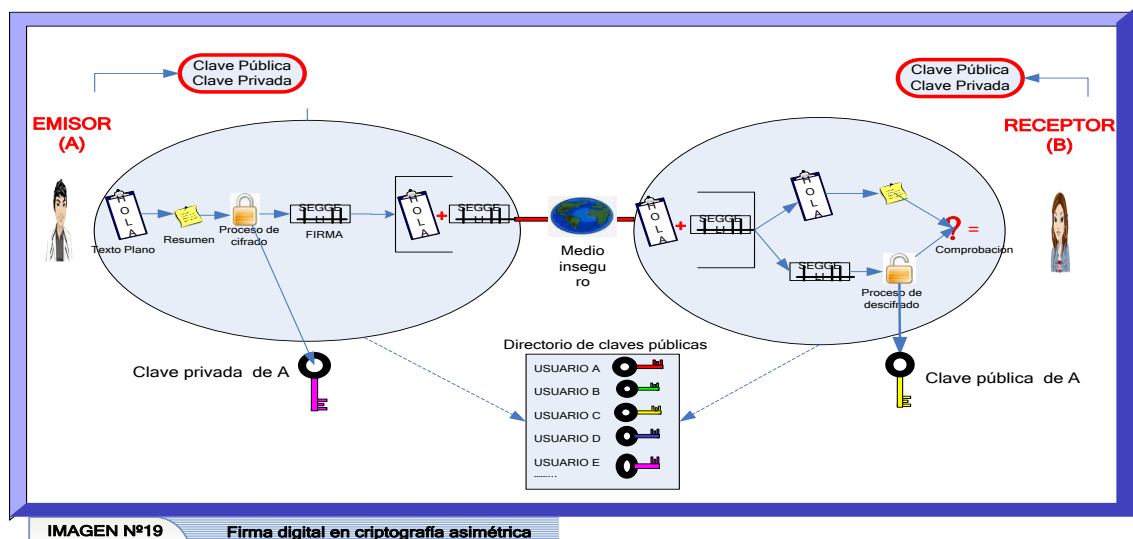 Clave Pública
Clave Privada
Clave Pública
Clave Privada
EMISOR
(A)
RECEPTOR
(B)
HOLA
Texto Plano
Resumen
Proceso de
cifrado
SEGGE
FIRMA
HOLA
+
SEGGE
Medio
insegu
ro
HOLA
+
SEGGE
HOLA
SEGGE
Proceso de
descifrado
? =
Comprobación
Clave privada de A
Directorio de claves públicas
USUARIO A
USUARIO B
USUARIO C
USUARIO D
USUARIO E
.........
Clave pública de A
IMAGEN Nº19
Firma digital en criptografía asimétrica